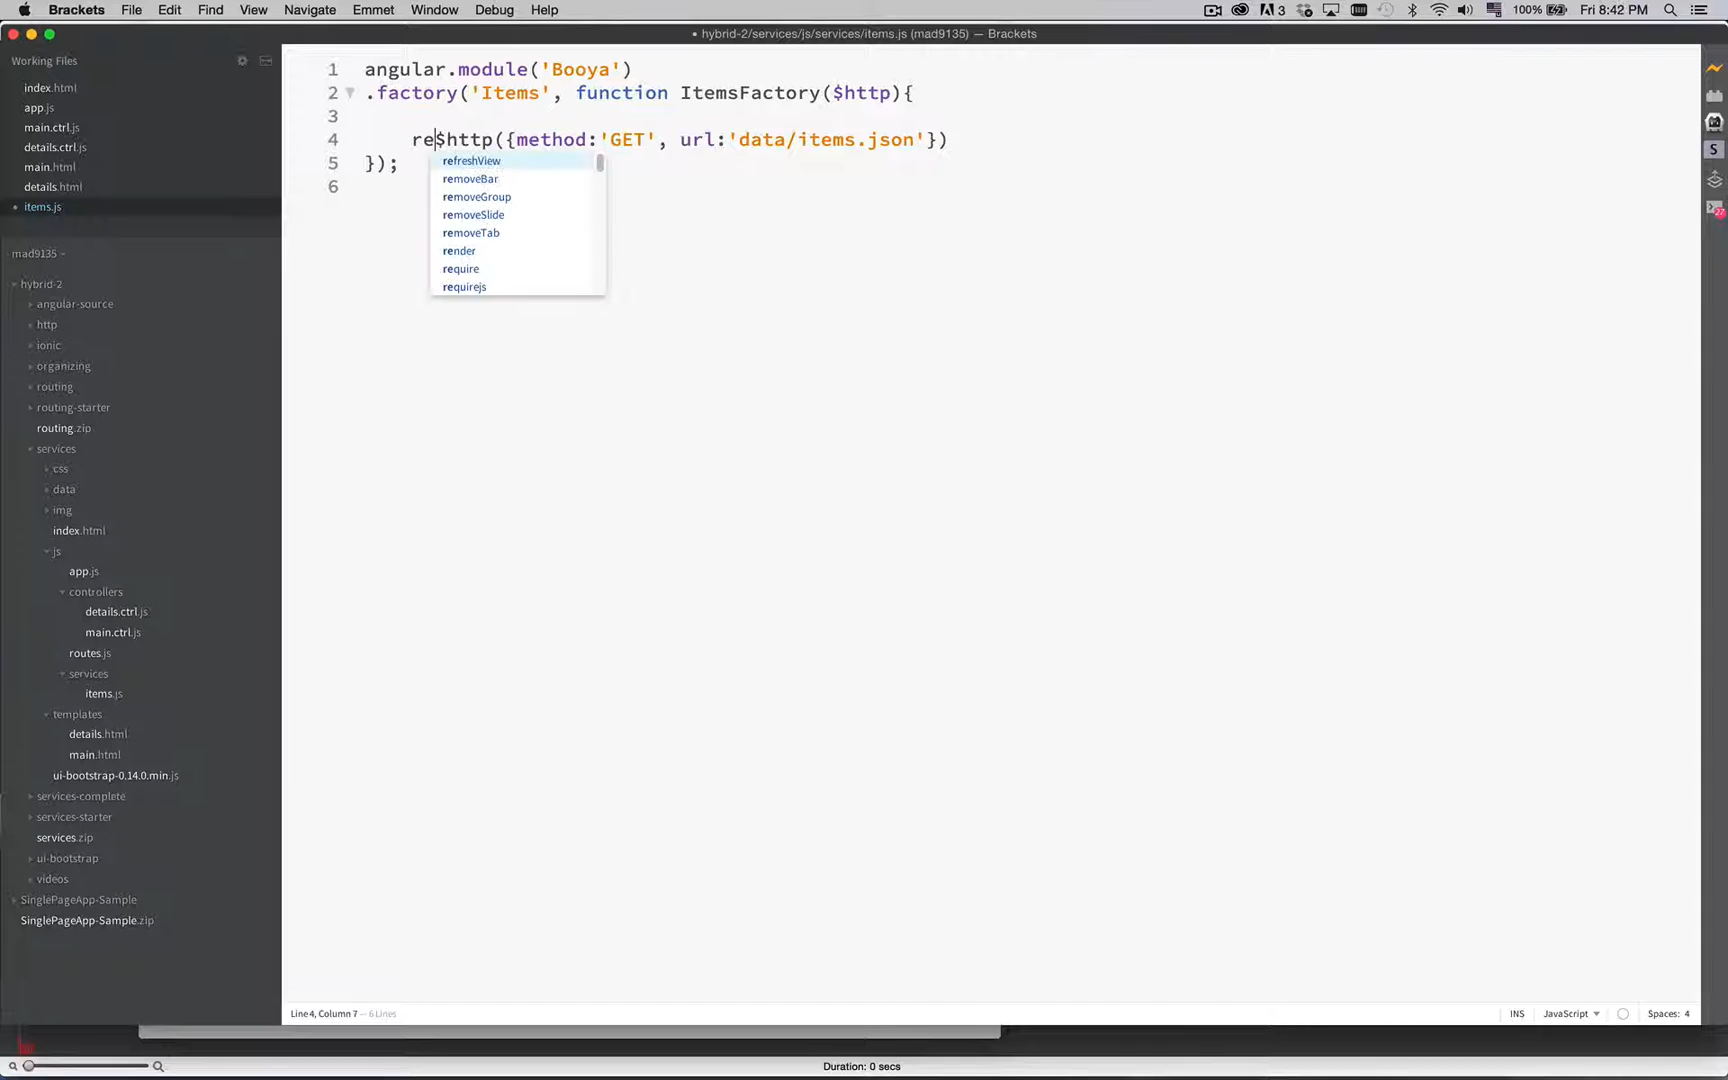 Brackets File Edit Find View Navigate Emmet Window Debug Help 3 100% Fri 8:42 PM
• hybrid-2/services/js/services/items.js (mad9135) — Brackets
Working Files
index.html
app.js
main.ctrl.js
details.ctrl.js
main.html
details.html
items.js
mad9135
hybrid-2
angular-source
http
ionic
organizing
routing
routing-starter
routing.zip
services
css
data
img
index.html
js
app.js
controllers
details.ctrl.js
main.ctrl.js
routes.js
services
items.js
templates
details.html
main.html
ui-bootstrap-0.14.0.min.js
services-complete
services-starter
services.zip
ui-bootstrap
videos
SinglePageApp-Sample
SinglePageApp-Sample.zip
1 angular.module('Booya')
2 .factory('Items', function ItemsFactory($http){
3
4 re$http({method:'GET', url:'data/items.json'})
5 });
6
refreshView
removeBar
removeGroup
removeSlide
removeTab
render
require
requirejs
S
27
Line 4, Column 7 — 6 Lines
INS JavaScript Spaces: 4
Duration: 0 secs